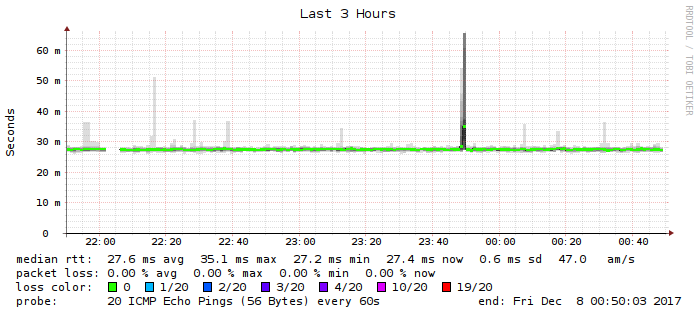 Last 3 Hours
RRDTOOL / TOBI OETIKER
Seconds
60 m
50 m
40 m
30 m
20 m
10 m
0
22:00 22:20 22:40 23:00 23:20 23:40 00:00 00:20 00:40
median rtt: 27.6 ms avg 35.1 ms max 27.2 ms min 27.4 ms now 0.6 ms sd 47.0 am/s
packet loss: 0.00 % avg 0.00 % max 0.00 % min 0.00 % now
loss color: 0 1/20 2/20 3/20 4/20 10/20 19/20
probe: 20 ICMP Echo Pings (56 Bytes) every 60s end: Fri Dec 8 00:50:03 2017